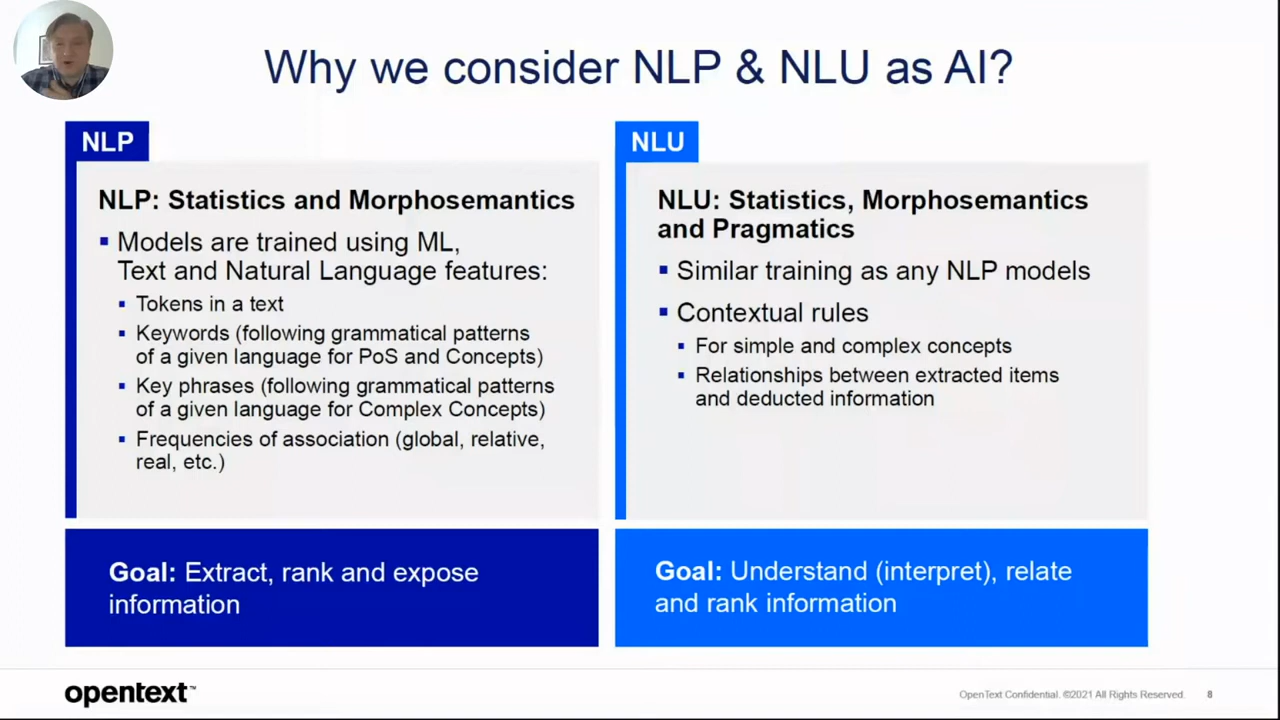 Why we consider NLP & NLU as AI?
NLP
NLP: Statistics and Morphosemantics
▪ Models are trained using ML,
Text and Natural Language features:
▪ Tokens in a text
▪ Keywords (following grammatical patterns
of a given language for PoS and Concepts)
▪ Key phrases (following grammatical patterns
of a given language for Complex Concepts)
▪ Frequencies of association (global, relative,
real, etc.)
Goal: Extract, rank and expose
information
NLU
NLU: Statistics, Morphosemantics
and Pragmatics
▪ Similar training as any NLP models
▪ Contextual rules
▪ For simple and complex concepts
▪ Relationships between extracted items
and deducted information
Goal: Understand (interpret), relate
and rank information
opentext™
OpenText Confidential. ©2021 All Rights Reserved. 8